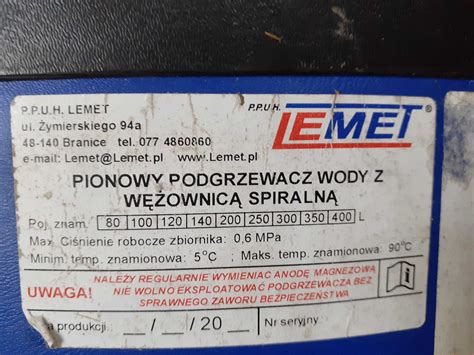 P.P.U.H. LEMET
ul. Żymierskiego 94a
48-140 Branice tel. 077 4860860
e-mail: Lemet@Lemet.pl www.Lemet.pl
P.P.U.H.
LEMET®
PIONOWY PODGRZEWACZ WODY Z
WĘŻOWNICĄ SPIRALNĄ
Poj. znam. 80 100 120 140 200 250 300 350 400 L
Max. Ciśnienie robocze zbiornika: 0,6 MPa
Minim. temp. znamionowa: 5°C ; Maks. temp. znamionowa: 90°C
UWAGA!
NALEŻY REGULARNIE WYMIENIAĆ ANODĘ MAGNEZOWĄ
NIE WOLNO EKSPLOATOWAĆ PODGRZEWACZA BEZ
SPRAWNEGO ZAWORU BEZPIECZEŃSTWA
a produkcji __/__/20__ Nr seryjny: